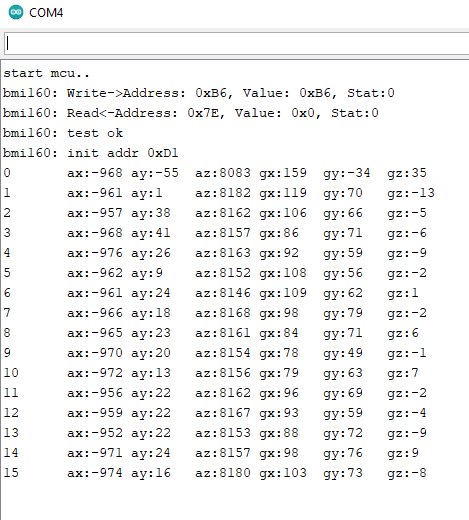 COM4
start mcu..
bmi160: Write->Address: 0xB6, Value: 0xB6, Stat:0
bmi160: Read<-Address: 0x7E, Value: 0x0, Stat:0
bmi160: test ok
bmi160: init addr 0xD1
0 ax:-968 ay:-55 az:8083 gx:159 gy:-34 gz:35
1 ax:-961 ay:1 az:8182 gx:119 gy:70 gz:-13
2 ax:-957 ay:38 az:8162 gx:106 gy:66 gz:-5
3 ax:-968 ay:41 az:8157 gx:86 gy:71 gz:-6
4 ax:-976 ay:26 az:8163 gx:92 gy:59 gz:-9
5 ax:-962 ay:9 az:8152 gx:108 gy:56 gz:-2
6 ax:-961 ay:24 az:8146 gx:109 gy:62 gz:1
7 ax:-966 ay:18 az:8168 gx:98 gy:79 gz:-2
8 ax:-965 ay:23 az:8161 gx:84 gy:71 gz:6
9 ax:-970 ay:20 az:8154 gx:78 gy:49 gz:-1
10 ax:-972 ay:13 az:8156 gx:79 gy:63 gz:7
11 ax:-956 ay:22 az:8162 gx:96 gy:69 gz:-2
12 ax:-959 ay:22 az:8167 gx:93 gy:59 gz:-4
13 ax:-952 ay:22 az:8153 gx:88 gy:72 gz:-9
14 ax:-971 ay:24 az:8157 gx:98 gy:76 gz:9
15 ax:-974 ay:16 az:8180 gx:103 gy:73 gz:-8